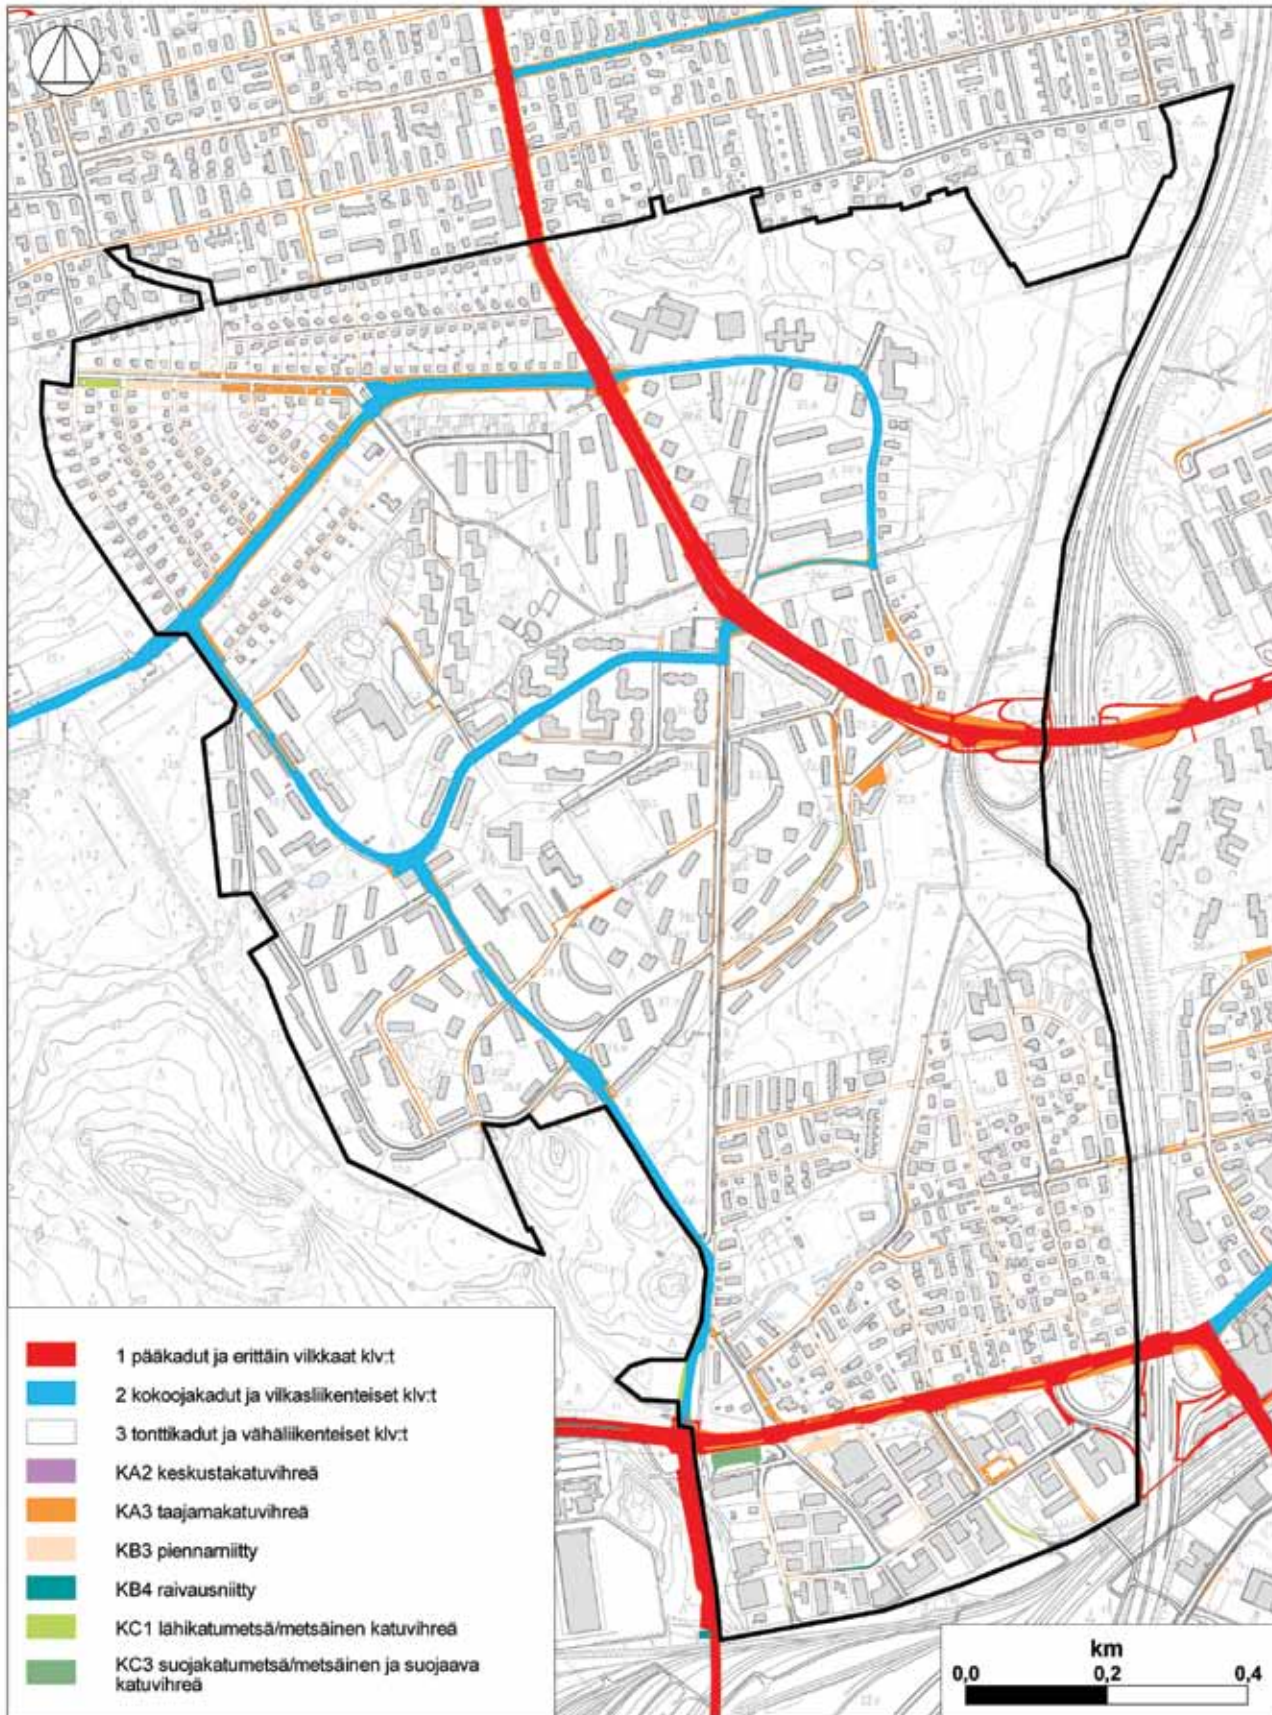 1 pääkadut ja erittäin vilkkaat klv:t
2 kokoojakadut ja vilkasliikenteiset klv:t
3 tonttikadut ja vähäliikenteiset klv:t
KA2 keskustakatuvihreä
KA3 taajamakatuvihreä
KB3 piennarniitty
KB4 raivausniitty
KC1 lähikatumetsä/metsäinen katuvihreä
KC3 suojakatumetsä/metsäinen ja suojaava
katuvihreä
km
0,0 0,2 0,4